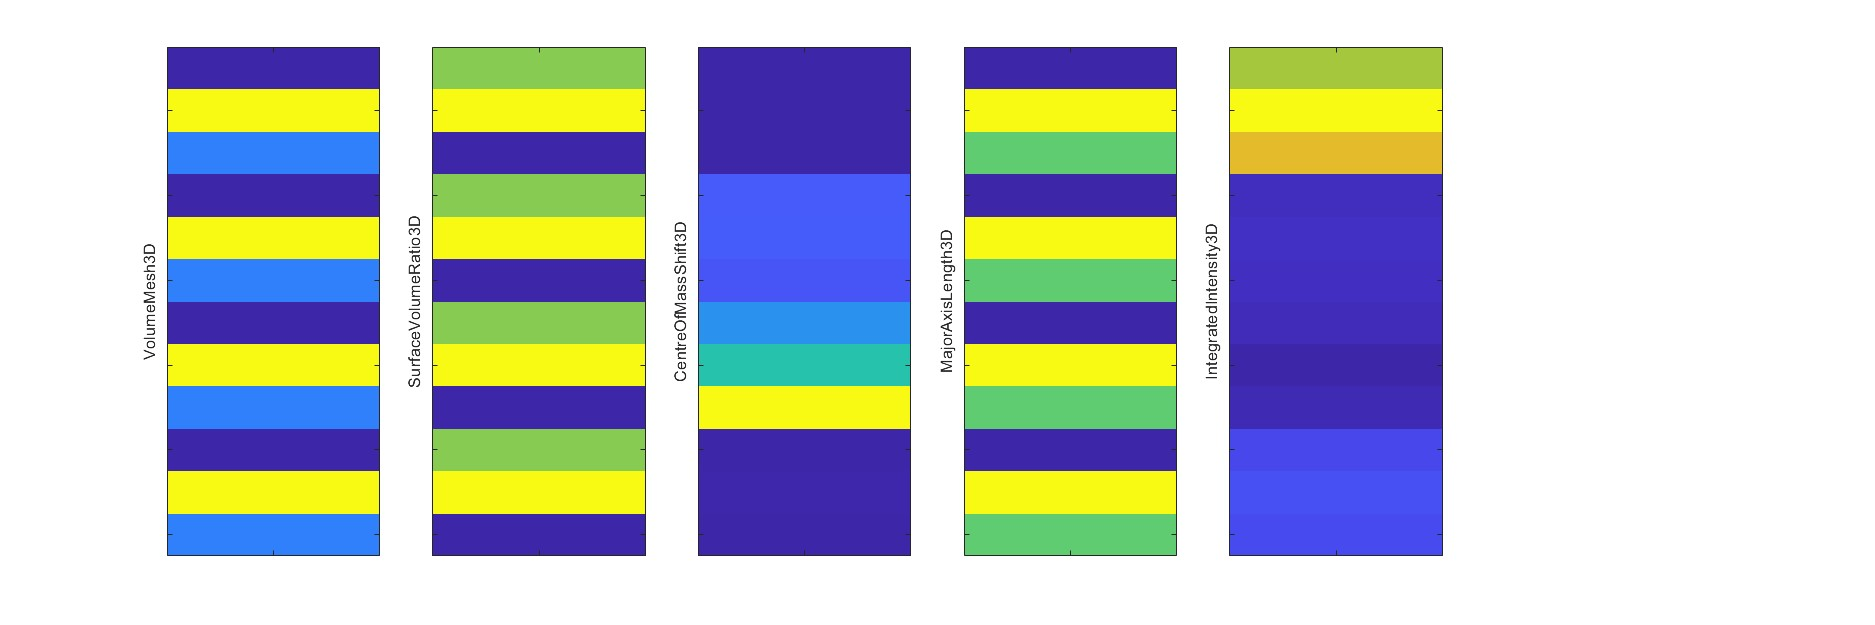 VolumeMesh3D
SurfaceVolumeRatio3D
CentreOfMassShift3D
MajorAxisLength3D
IntegratedIntensity3D